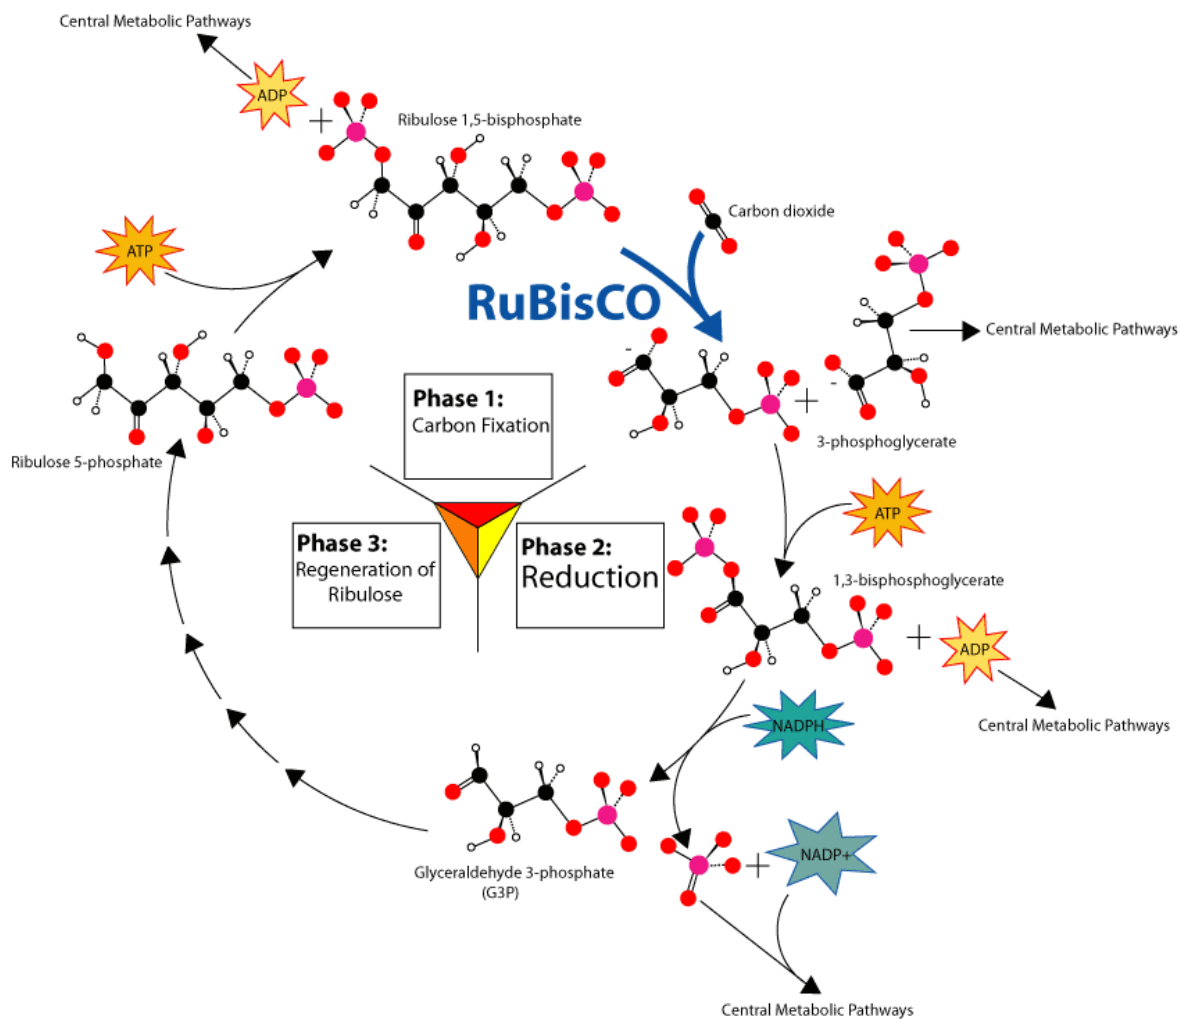 Central Metabolic Pathways
ADP
+
Ribulose 1,5-bisphosphate
Carbon dioxide
ATP
RuBisCO
Central Metabolic Pathways
-
-
+
Phase 1:
Carbon Fixation
3-phosphoglycerate
Ribulose 5-phosphate
ATP
Phase 3:
Regeneration of
Ribulose
Phase 2:
Reduction
1,3-bisphosphoglycerate
+
ADP
Central Metabolic Pathways
NADPH
Glyceraldehyde 3-phosphate
(G3P)
+
NADP+
Central Metabolic Pathways